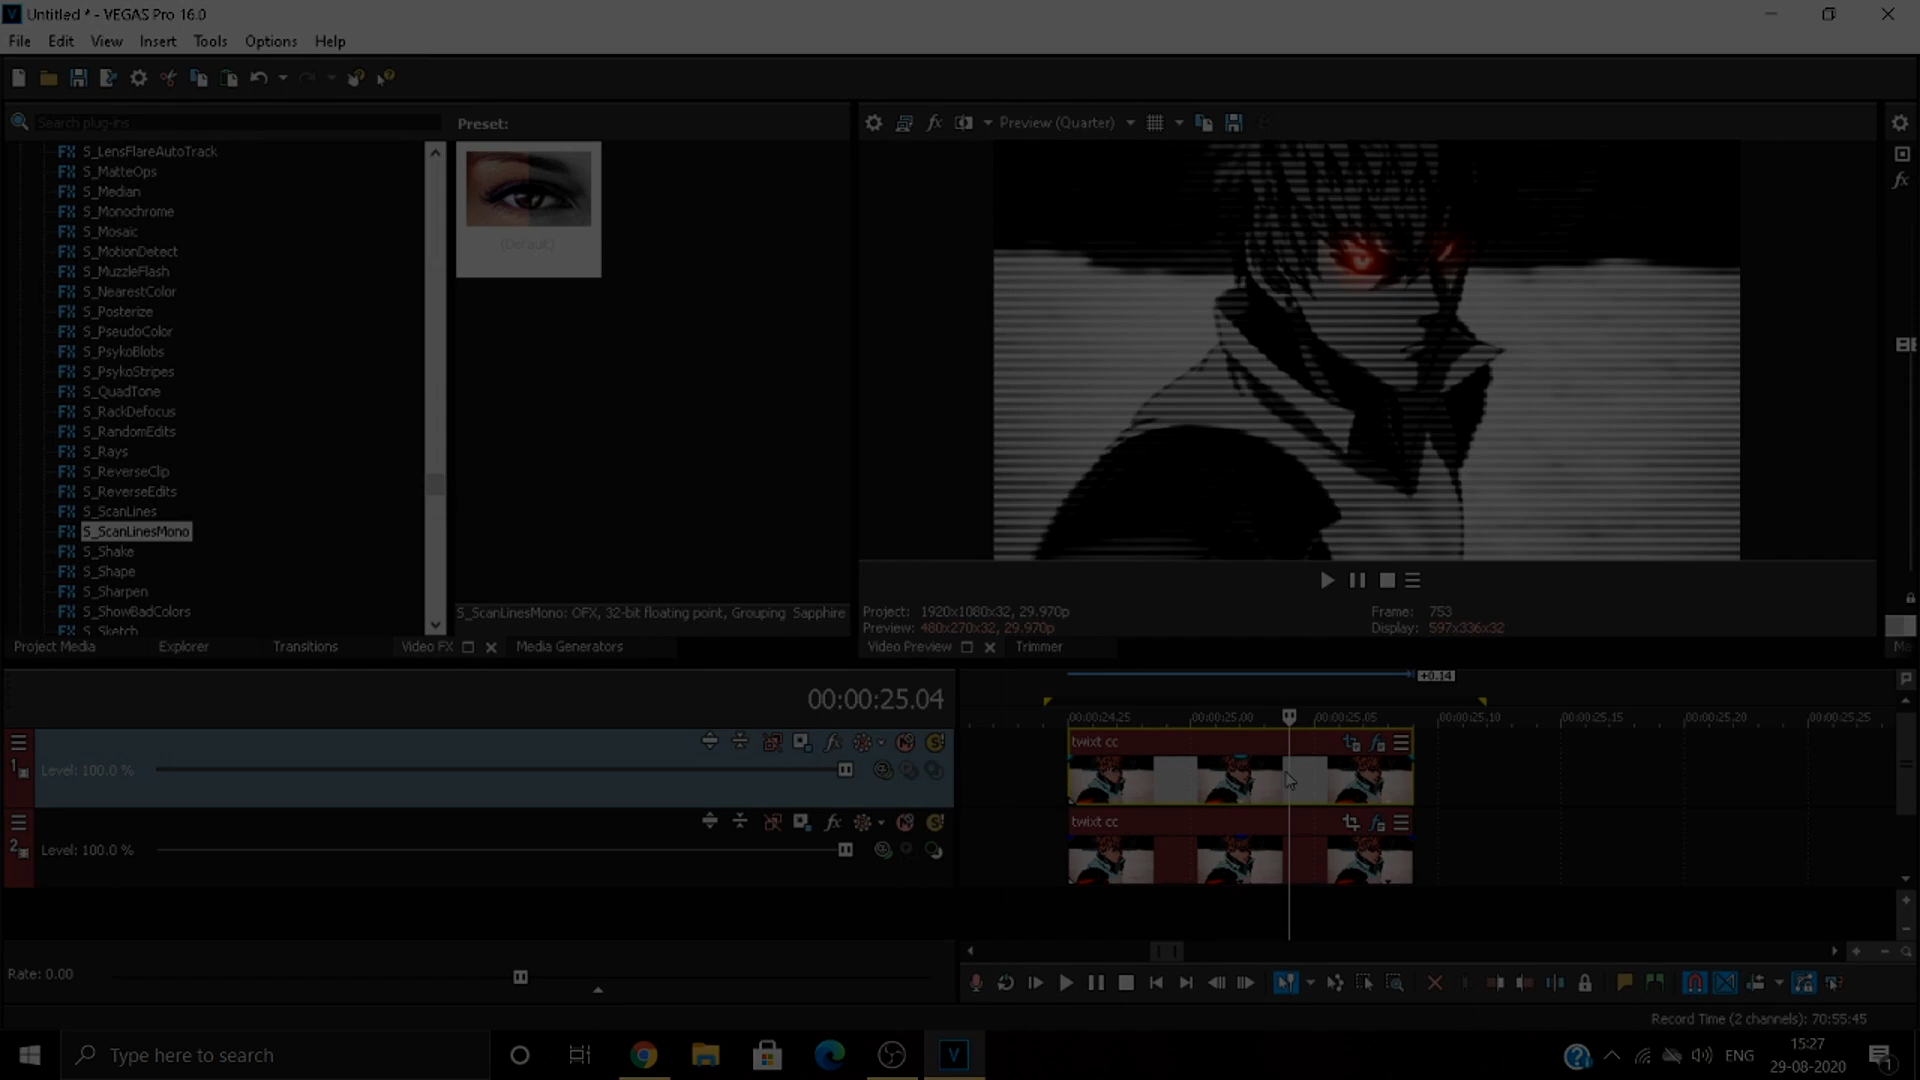 Untitled * - VEGAS Pro 16.0
File Edit View Insert Tools Options Help
Search plug-ins
Preset:
Preview (Quarter)
S_LensFlareAutoTrack
S_MatteOps
S_Median
S_Monochrome
S_Mosaic
S_MotionDetect
S_MuzzleFlash
S_NearestColor
S_Posterize
S_PseudoColor
S_PsykoBlobs
S_PsykoStripes
S_QuadTone
S_RackDefocus
S_RandomEdits
S_Rays
S_ReverseClip
S_ReverseEdits
S_ScanLines
S_ScanLinesMono
S_Shake
S_Shape
S_Sharpen
S_ShowBadColors
S_Sketch
(Default)
S_ScanLinesMono: OFX, 32-bit floating point, Grouping Sapphire
Project: 1920x1080x32, 29.970p
Preview: 480x270x32, 29.970p
Frame: 753
Display: 597x336x32
Project Media Explorer Transitions Video FX Media Generators
Video Preview Trimmer
Ma
00:00:25.04
+0.14
00:00:24.25 00:00:25.00 00:00:25.05 00:00:25.10 00:00:25.15 00:00:25.20 00:00:25.25
1
Level: 100.0 %
twixt cc
2
Level: 100.0 %
twixt cc
Rate: 0.00
Record Time (2 channels): 70:55:45
Type here to search
ENG
15:27
29-08-2020
1